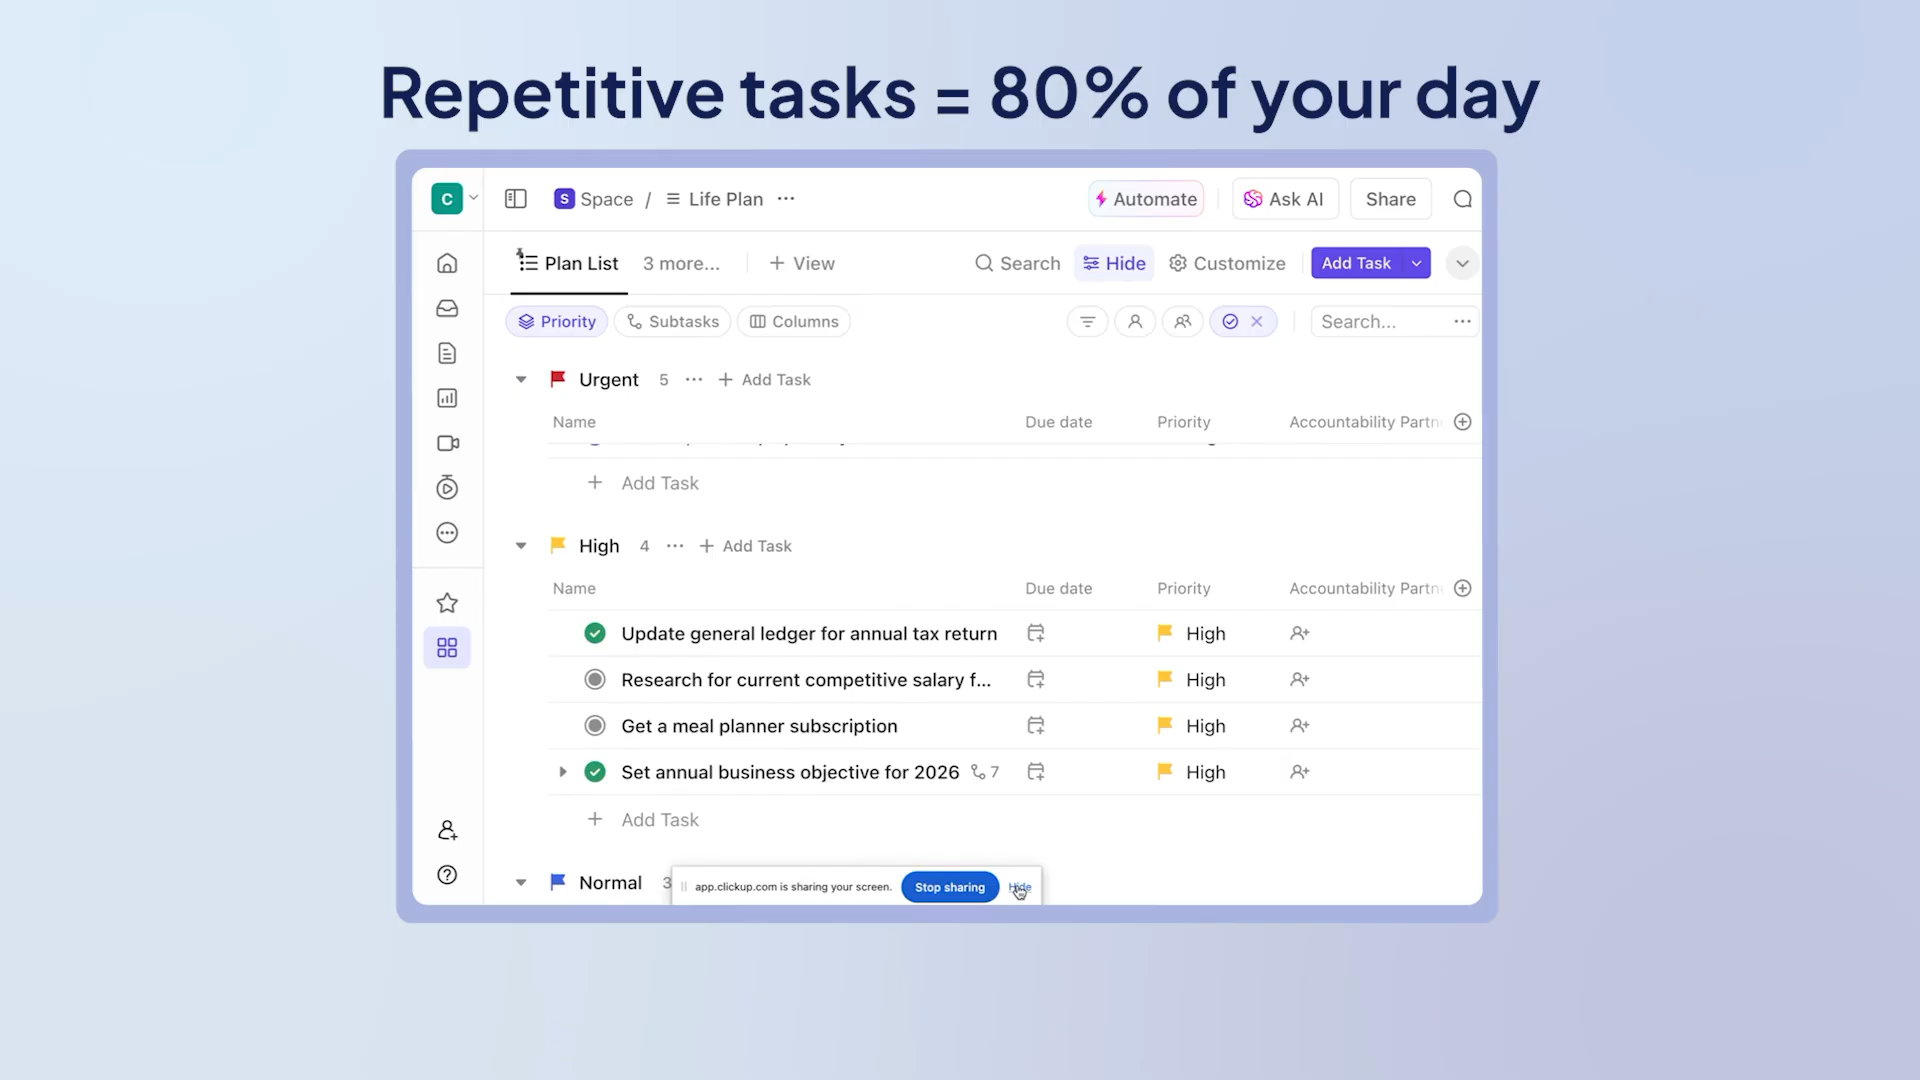 Repetitive tasks = 80% of your day
C S Space / Life Plan ... Automate Ask AI Share
Plan List 3 more... + View Search Hide Customize Add Task
Priority Subtasks Columns Search... ...
Urgent 5 ... + Add Task
Name Due date Priority Accountability Partn
+ Add Task
High 4 ... + Add Task
Name Due date Priority Accountability Partn
Update general ledger for annual tax return High
Research for current competitive salary f... High
Get a meal planner subscription High
Set annual business objective for 2026 7 High
+ Add Task
Normal 3 app.clickup.com is sharing your screen. Stop sharing Hide